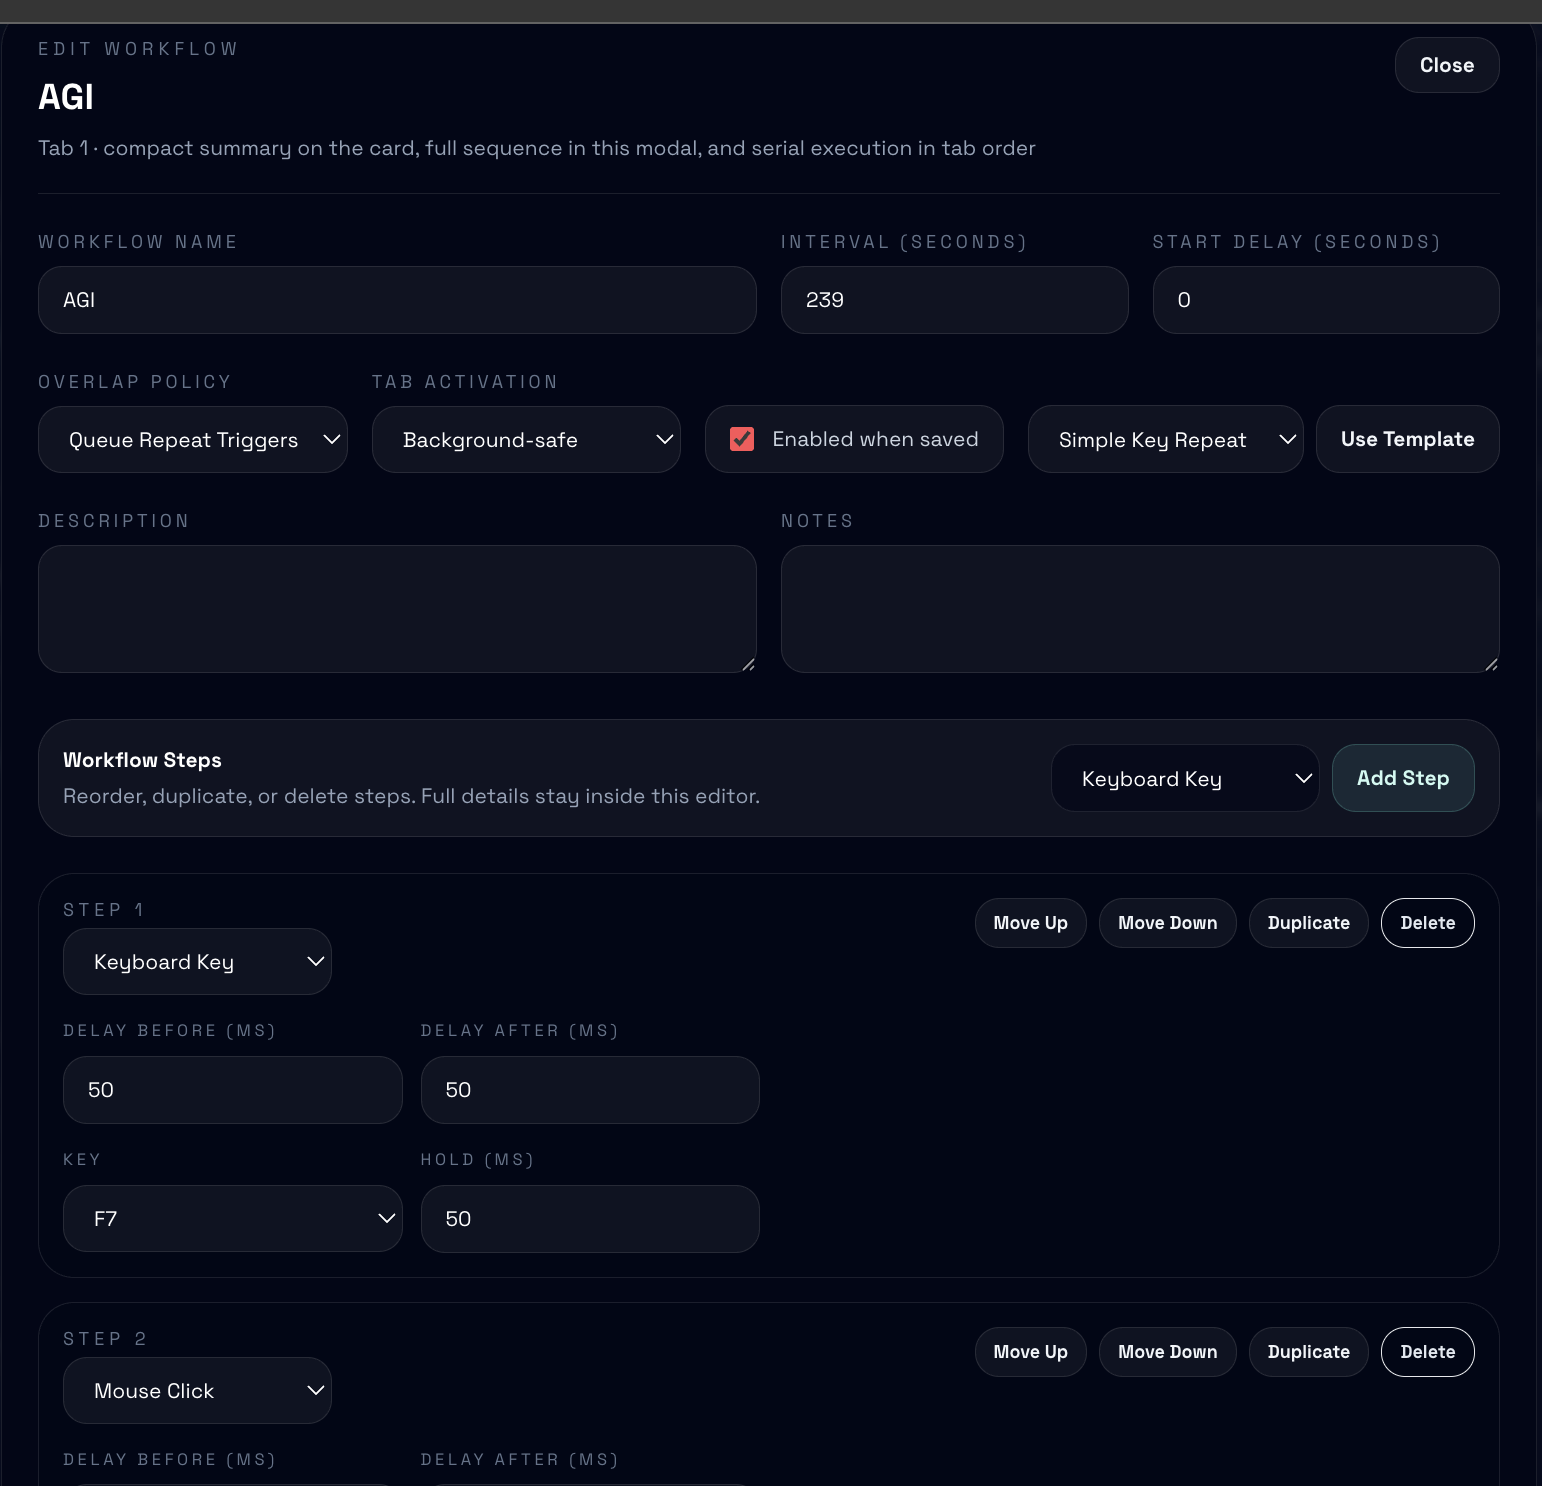 EDIT WORKFLOW
Close
AGI
Tab 1 · compact summary on the card, full sequence in this modal, and serial execution in tab order
WORKFLOW NAME
INTERVAL (SECONDS)
START DELAY (SECONDS)
AGI
239
0
OVERLAP POLICY
TAB ACTIVATION
Queue Repeat Triggers
Background-safe
Enabled when saved
Simple Key Repeat
Use Template
DESCRIPTION
NOTES
Workflow Steps
Reorder, duplicate, or delete steps. Full details stay inside this editor.
Keyboard Key
Add Step
STEP 1
Move Up
Move Down
Duplicate
Delete
Keyboard Key
DELAY BEFORE (MS)
DELAY AFTER (MS)
50
50
KEY
HOLD (MS)
F7
50
STEP 2
Move Up
Move Down
Duplicate
Delete
Mouse Click
DELAY BEFORE (MS)
DELAY AFTER (MS)